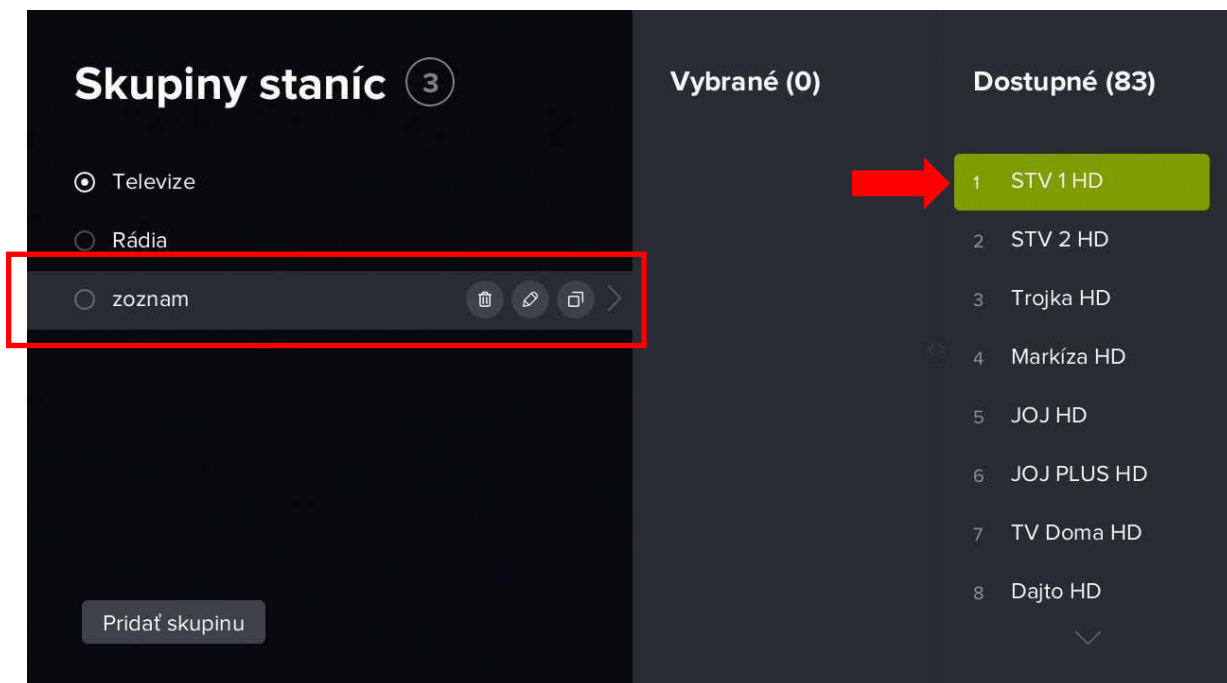 Skupiny staníc 3
Televize
Rádia
zoznam
Pridať skupinu
Vybrané (0)
Dostupné (83)
1 STV 1 HD
2 STV 2 HD
3 Trojka HD
4 Markíza HD
5 JOJ HD
6 JOJ PLUS HD
7 TV Doma HD
8 Dajto HD